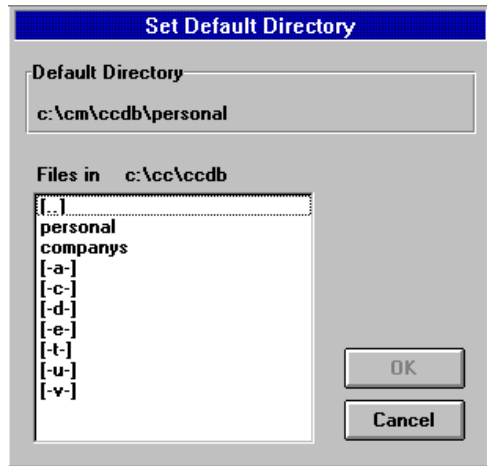 Set Default Directory
Default Directory
c:\cm\ccdb\personal
Files in c:\cc\ccdb
[..]
personal
companys
[-a-]
[-c-]
[-d-]
[-e-]
[-t-]
[-u-]
[-v-]
OK
Cancel